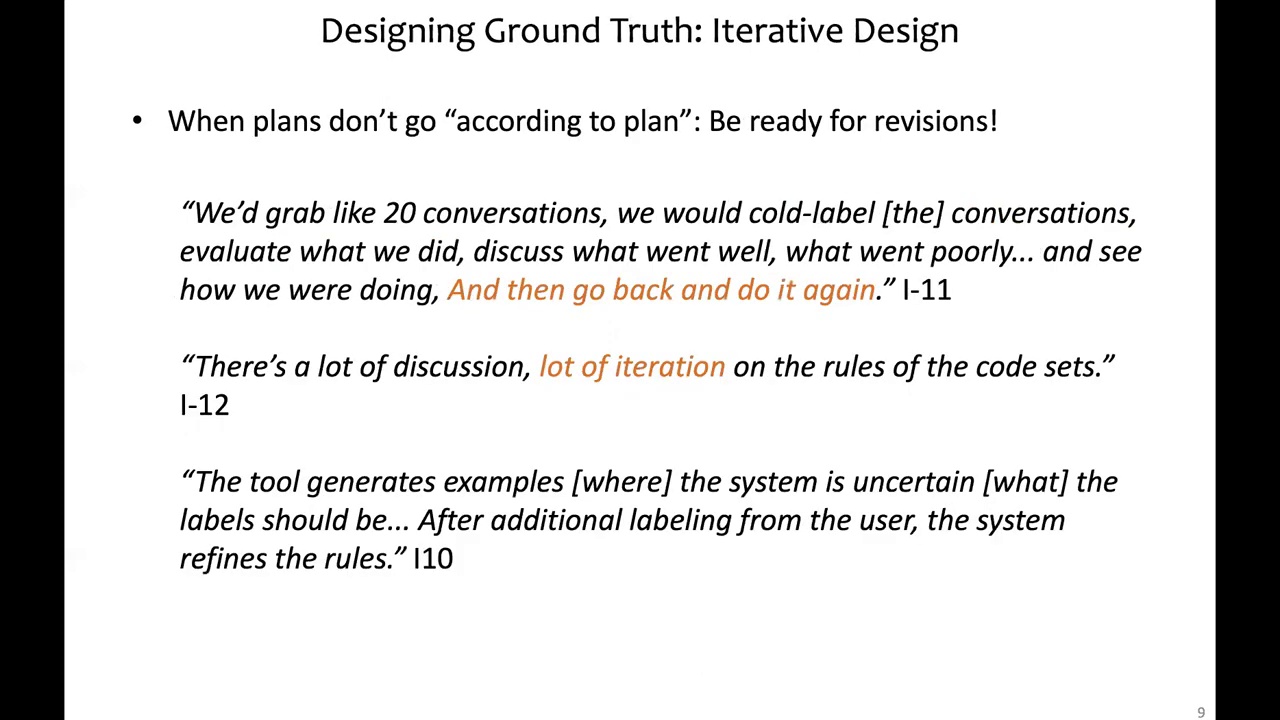 Designing Ground Truth: Iterative Design
• When plans don’t go “according to plan”: Be ready for revisions!
“We’d grab like 20 conversations, we would cold-label [the] conversations,
evaluate what we did, discuss what went well, what went poorly... and see
how we were doing, And then go back and do it again.” I-11
“There’s a lot of discussion, lot of iteration on the rules of the code sets.”
I-12
“The tool generates examples [where] the system is uncertain [what] the
labels should be... After additional labeling from the user, the system
refines the rules.” I10
9